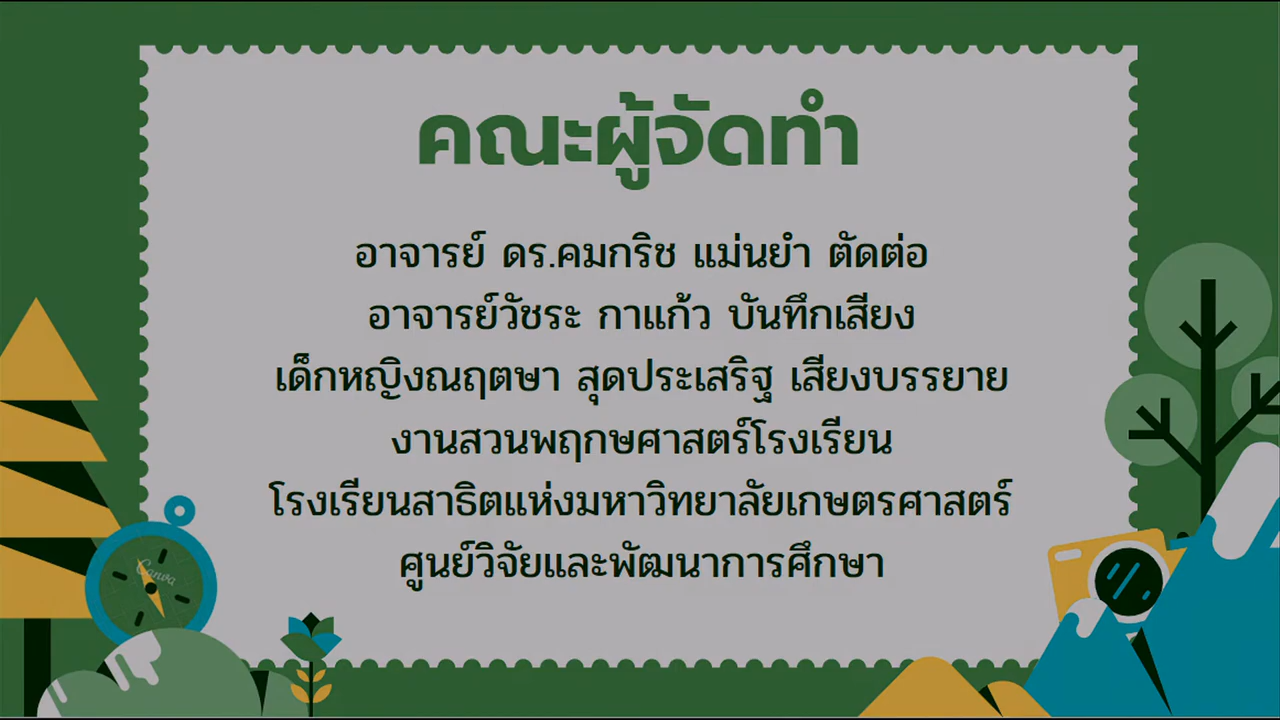 คณะผู้จัดทำ
อาจารย์ ดร.คมกริช แม่นยำ ตัดต่อ
อาจารย์วัชระ กาแก้ว บันทึกเสียง
เด็กหญิงณฤตษา สุดประเสริฐ เสียงบรรยาย
งานสวนพฤกษศาสตร์โรงเรียน
โรงเรียนสาธิตแห่งมหาวิทยาลัยเกษตรศาสตร์
ศูนย์วิจัยและพัฒนาการศึกษา
Canva